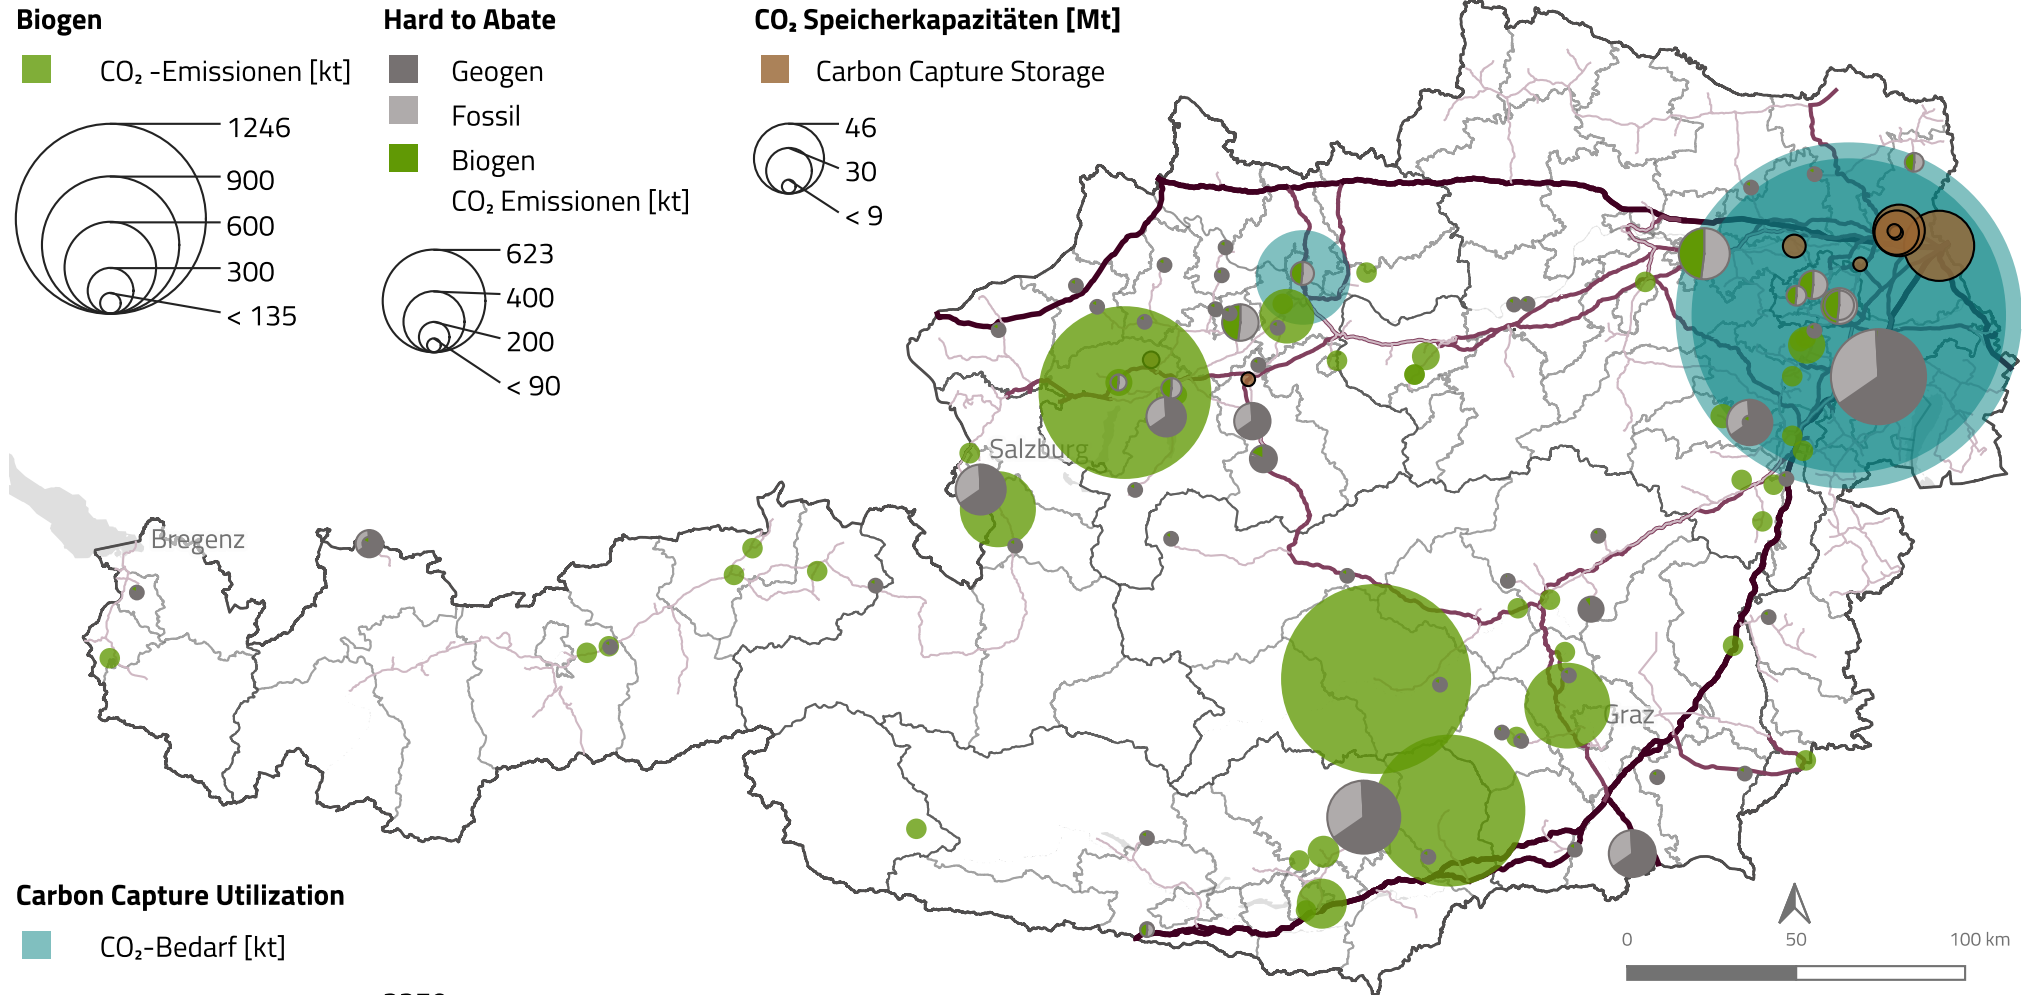 Biogen
CO₂ -Emissionen [kt]
1246
900
600
300
< 135
Hard to Abate
Geogen
Fossil
Biogen
CO₂ Emissionen [kt]
623
400
200
< 90
CO₂ Speicherkapazitäten [Mt]
Carbon Capture Storage
46
30
< 9
Salzburg
Bregenz
Graz
Carbon Capture Utilization
CO₂-Bedarf [kt]
0 50 100 km